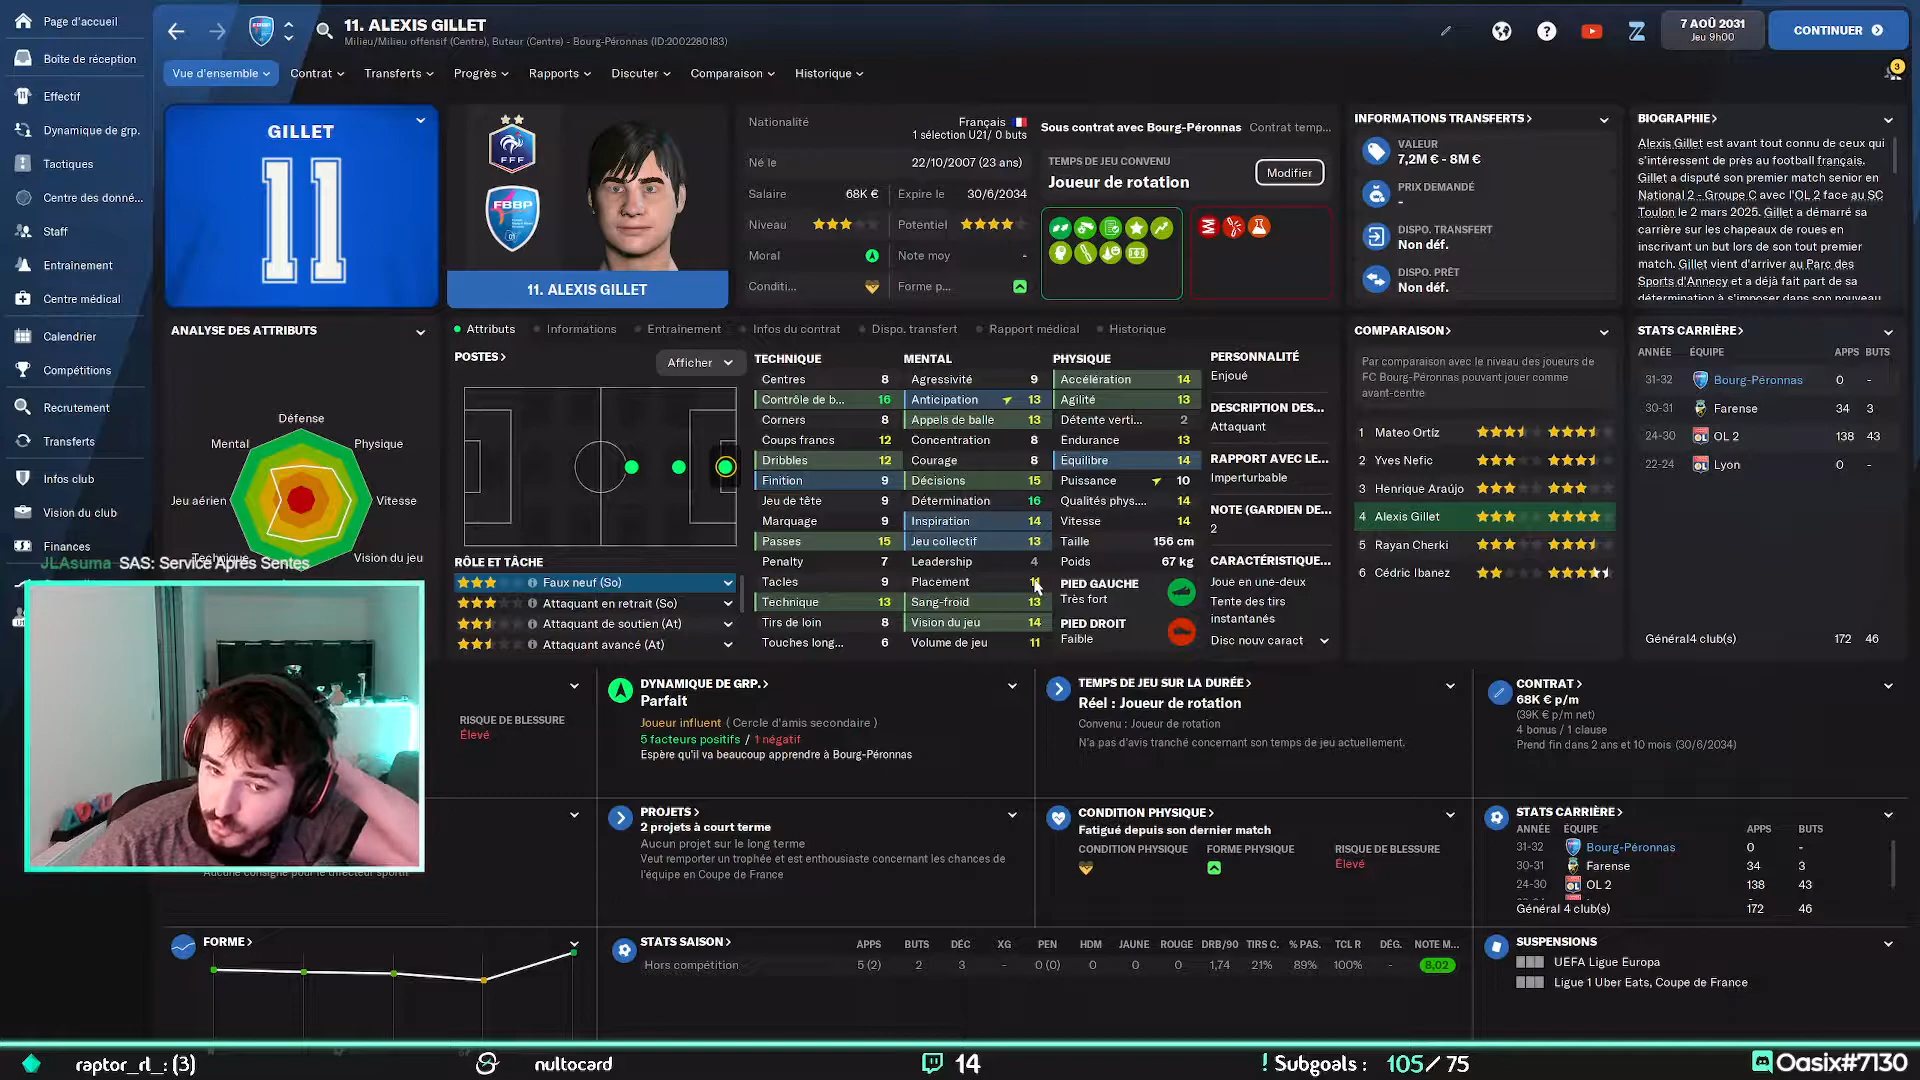 Page d'accueil
Boîte de réception
Effectif
Dynamique de grp.
Tactiques
Centre des donné...
Staff
Entraînement
Centre médical
Calendrier
Compétitions
Recrutement
Transferts
Infos club
Vision du club
Finances
11. ALEXIS GILLET
Milieu/Milieu offensif (Centre), Buteur (Centre) - Bourg-Péronnas (ID:2002280183)
7 AOÛ 2031
Jeu 9h00
CONTINUER
Vue d'ensemble
Contrat
Transferts
Progrès
Rapports
Discuter
Comparaison
Historique
3
GILLET
11
FFF
FBBP
01
11. ALEXIS GILLET
Nationalité Français
1 sélection U21/ 0 buts
Né le 22/10/2007 (23 ans)
Salaire 68K € Expire le 30/6/2034
Niveau Potentiel
Moral Note moy -
Conditi... Forme p...
Sous contrat avec Bourg-Péronnas Contrat temp...
TEMPS DE JEU CONVENU
Joueur de rotation
Modifier
INFORMATIONS TRANSFERTS
VALEUR
7,2M € - 8M €
PRIX DEMANDÉ
-
DISPO. TRANSFERT
Non déf.
DISPO. PRÊT
Non déf.
BIOGRAPHIE
Alexis Gillet est avant tout connu de ceux qui
s'intéressent de près au football français.
Gillet a disputé son premier match senior en
National 2 - Groupe C avec l'OL 2 face au SC
Toulon le 2 mars 2025. Gillet a démarré sa
carrière sur les chapeaux de roues en
inscrivant un but lors de son tout premier
match. Gillet vient d'arriver au Parc des
Sports d'Annecy et a déjà fait part de sa
détermination à s'imposer dans son nouveau
ANALYSE DES ATTRIBUTS
Défense
Mental
Physique
Jeu aérien
Vitesse
Technique
Vision du jeu
Attributs
Informations
Entraînement
Infos du contrat
Dispo. transfert
Rapport médical
Historique
POSTES
Afficher
RÔLE ET TÂCHE
Faux neuf (So)
Attaquant en retrait (So)
Attaquant de soutien (At)
Attaquant avancé (At)
TECHNIQUE
Centres 8
Contrôle de b... 16
Corners 8
Coups francs 12
Dribbles 12
Finition 9
Jeu de tête 9
Marquage 9
Passes 15
Penalty 7
Tacles 9
Technique 13
Tirs de loin 8
Touches long... 6
MENTAL
Agressivité 9
Anticipation 13
Appels de balle 13
Concentration 8
Courage 8
Décisions 15
Détermination 16
Inspiration 14
Jeu collectif 13
Leadership 4
Placement
Sang-froid 13
Vision du jeu 14
Volume de jeu 11
PHYSIQUE
Accélération 14
Agilité 13
Détente verti... 2
Endurance 13
Équilibre 14
Puissance 10
Qualités phys.... 14
Vitesse 14
Taille 156 cm
Poids 67 kg
PIED GAUCHE
Très fort
PIED DROIT
Faible
PERSONNALITÉ
Enjoué
DESCRIPTION DES...
Attaquant
RAPPORT AVEC LE...
Imperturbable
NOTE (GARDIEN DE...
2
CARACTÉRISTIQUE...
Joue en une-deux
Tente des tirs
instantanés
Disc nouv caract
COMPARAISON
Par comparaison avec le niveau des joueurs de
FC Bourg-Péronnas pouvant jouer comme
avant-centre
1 Mateo Ortíz
2 Yves Nefic
3 Henrique Araújo
4 Alexis Gillet
5 Rayan Cherki
6 Cédric Ibanez
STATS CARRIÈRE
ANNÉE ÉQUIPE APPS BUTS
31-32 Bourg-Péronnas 0 -
30-31 Farense 34 3
24-30 OL 2 138 43
22-24 Lyon 0 -
Général4 club(s) 172 46
JLAsuma SAS: Service Après Sentes
RISQUE DE BLESSURE
Élevé
Aucune consigne pour le directeur sportif
DYNAMIQUE DE GRP.
Parfait
Joueur influent ( Cercle d'amis secondaire )
5 facteurs positifs / 1 négatif
Espère qu'il va beaucoup apprendre à Bourg-Péronnas
TEMPS DE JEU SUR LA DURÉE
Réel : Joueur de rotation
Convenu : Joueur de rotation
N'a pas d'avis tranché concernant son temps de jeu actuellement.
CONTRAT
68K € p/m
(39K € p/m net)
4 bonus / 1 clause
Prend fin dans 2 ans et 10 mois (30/6/2034)
PROJETS
2 projets à court terme
Aucun projet sur le long terme
Veut remporter un trophée et est enthousiaste concernant les chances de
l'équipe en Coupe de France
CONDITION PHYSIQUE
Fatigué depuis son dernier match
CONDITION PHYSIQUE FORME PHYSIQUE RISQUE DE BLESSURE
Élevé
STATS CARRIÈRE
ANNÉE ÉQUIPE APPS BUTS
31-32 Bourg-Péronnas 0 -
30-31 Farense 34 3
24-30 OL 2 138 43
Général 4 club(s) 172 46
FORME
STATS SAISON APPS BUTS DÉC XG PEN HDM JAUNE ROUGE DRB/90 TIRS C. % PAS. TCL R DÉG. NOTE M...
Hors compétition 5 (2) 2 3 - 0 (0) 0 0 0 1,74 21% 89% 100% - 8,02
SUSPENSIONS
UEFA Ligue Europa
Ligue 1 Uber Eats, Coupe de France
raptor_rl_: (3)
nultocard
14
! Subgoals : 105/ 75
Oasix#7130